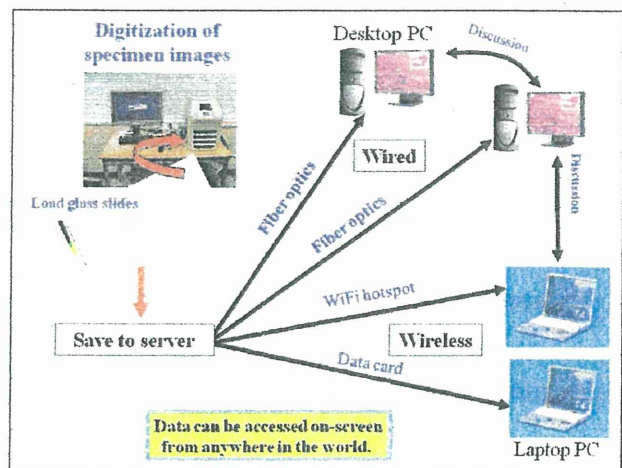 Digitization of
specimen images
Desktop PC
Discussion
Wired
Load glass slides
Fiber optics
Fiber optics
Discussion
WiFi hotspot
Save to server
Wireless
Data card
Data can be accessed on-screen
from anywhere in the world.
Laptop PC